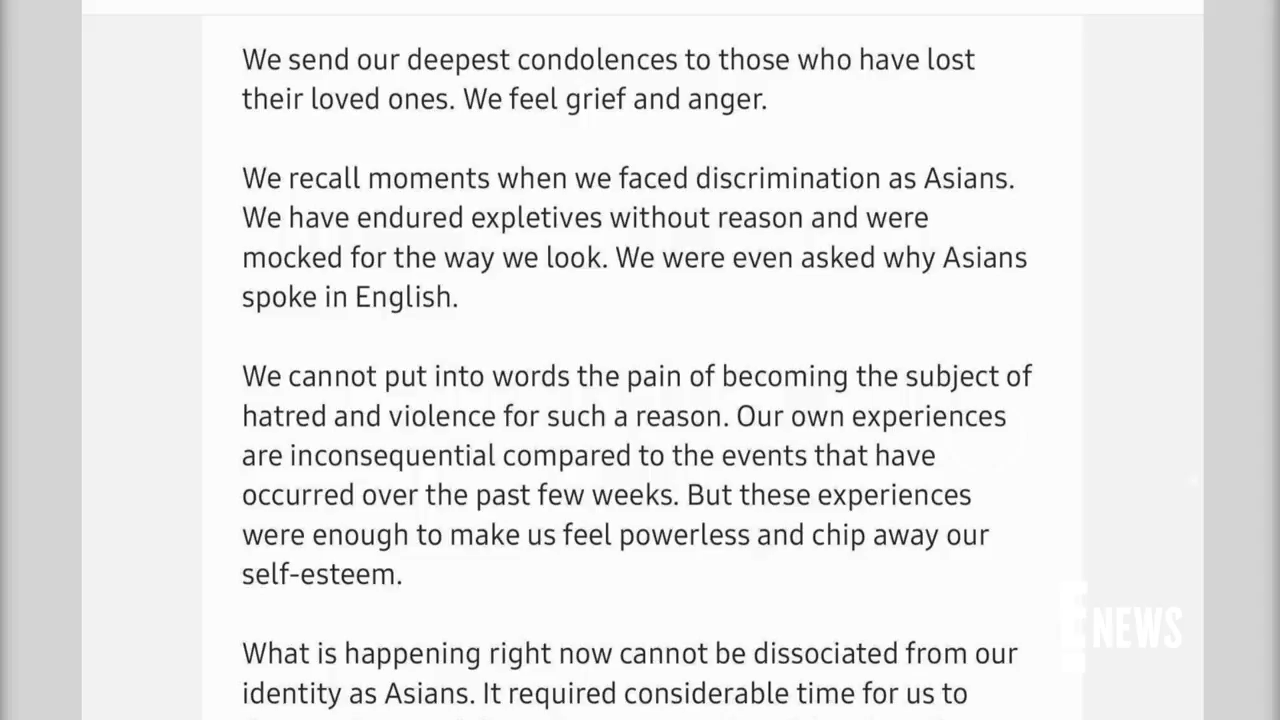 We send our deepest condolences to those who have lost
their loved ones. We feel grief and anger.
We recall moments when we faced discrimination as Asians.
We have endured expletives without reason and were
mocked for the way we look. We were even asked why Asians
spoke in English.
We cannot put into words the pain of becoming the subject of
hatred and violence for such a reason. Our own experiences
are inconsequential compared to the events that have
occurred over the past few weeks. But these experiences
were enough to make us feel powerless and chip away our
self-esteem.
What is happening right now cannot be dissociated from our
identity as Asians. It required considerable time for us to
E NEWS